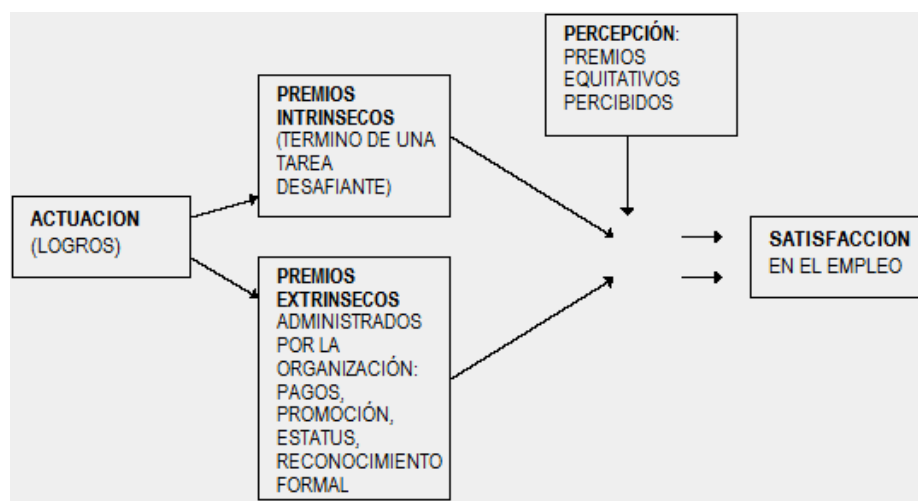 ACTUACION
(LOGROS)
PREMIOS
INTRINSECOS
(TERMINO DE UNA
TAREA
DESAFIANTE)
PREMIOS
EXTRINSECOS
ADMINISTRADOS
POR LA
ORGANIZACIÓN:
PAGOS,
PROMOCIÓN,
ESTATUS,
RECONOCIMIENTO
FORMAL
PERCEPCIÓN:
PREMIOS
EQUITATIVOS
PERCIBIDOS
SATISFACCION
EN EL EMPLEO